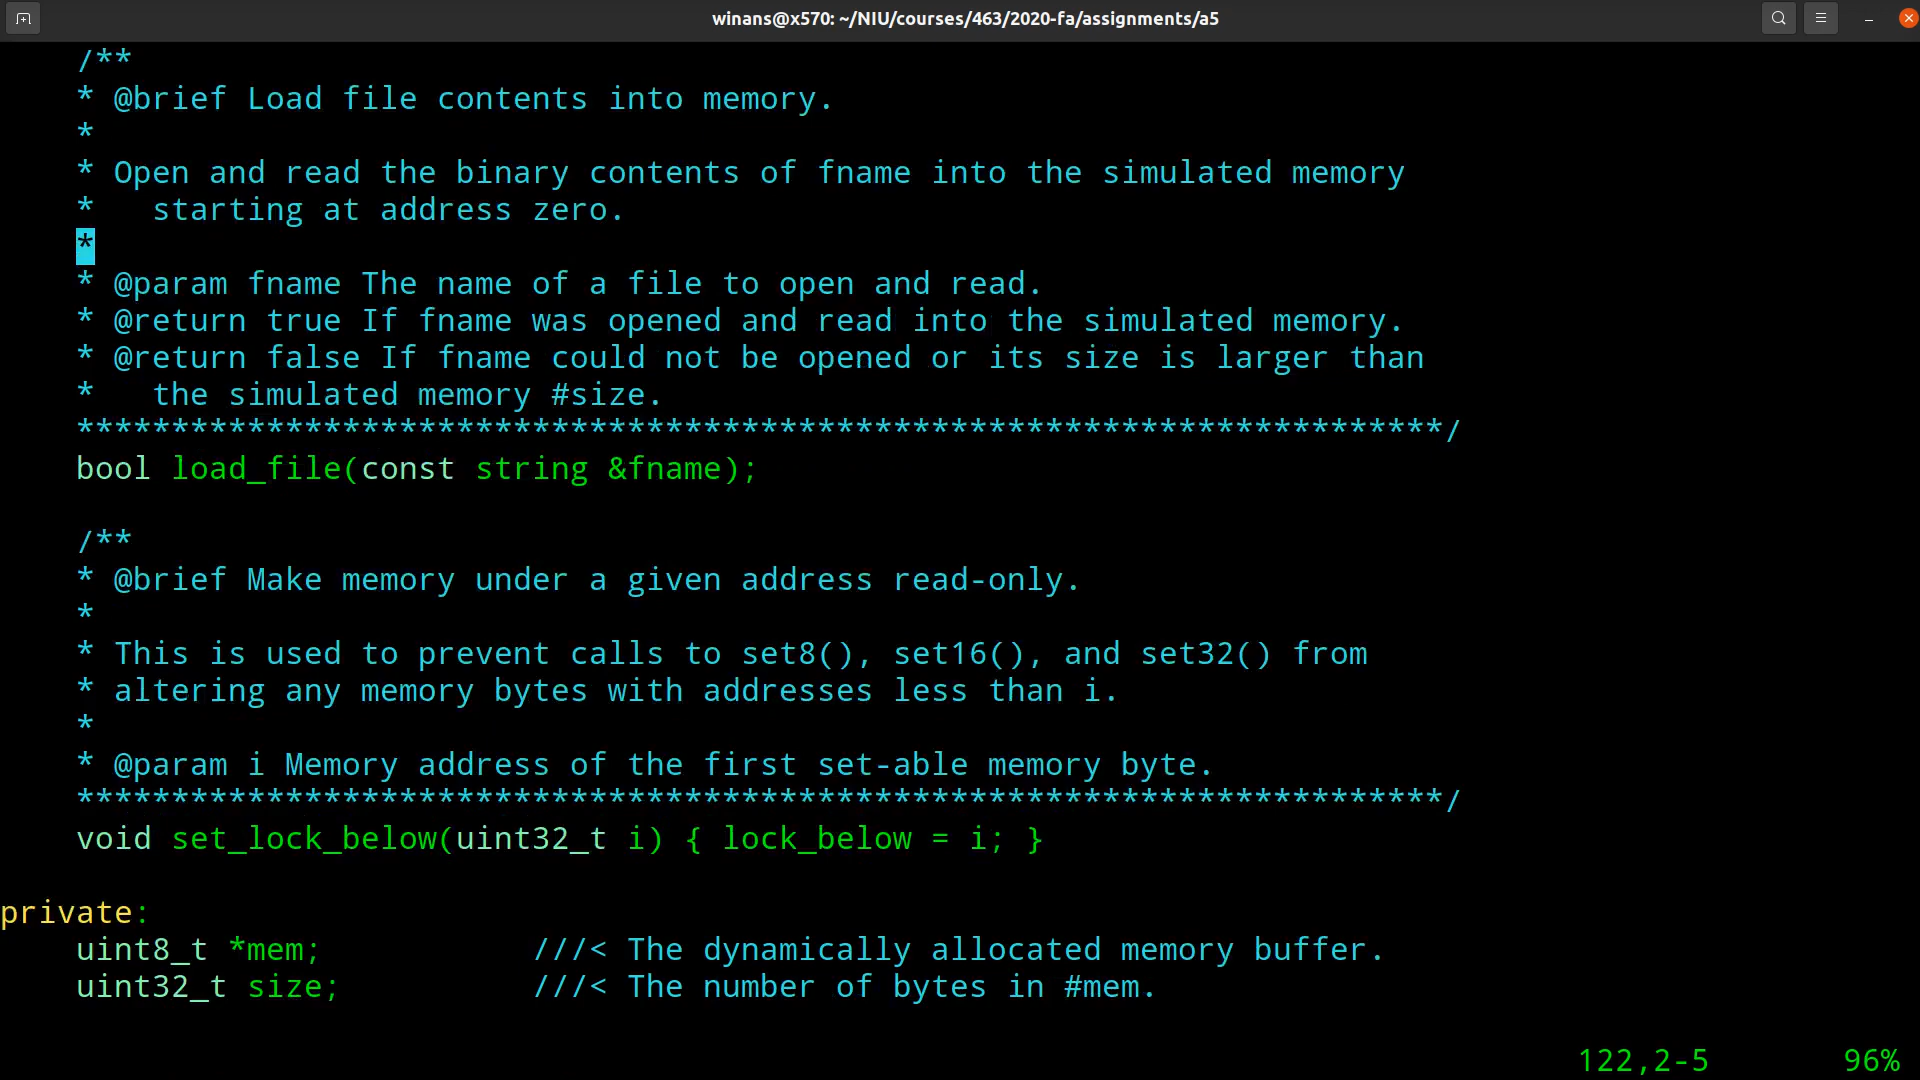 winans@x570: ~/NIU/courses/463/2020-fa/assignments/a5
/**
* @brief Load file contents into memory.
*
* Open and read the binary contents of fname into the simulated memory
*   starting at address zero.
*
* @param fname The name of a file to open and read.
* @return true If fname was opened and read into the simulated memory.
* @return false If fname could not be opened or its size is larger than
*   the simulated memory #size.
************************************************************************/
bool load_file(const string &fname);
/**
* @brief Make memory under a given address read-only.
*
* This is used to prevent calls to set8(), set16(), and set32() from
* altering any memory bytes with addresses less than i.
*
* @param i Memory address of the first set-able memory byte.
************************************************************************/
void set_lock_below(uint32_t i) { lock_below = i; }
private:
uint8_t *mem;            ///< The dynamically allocated memory buffer.
uint32_t size;           ///< The number of bytes in #mem.
122,2-5       96%